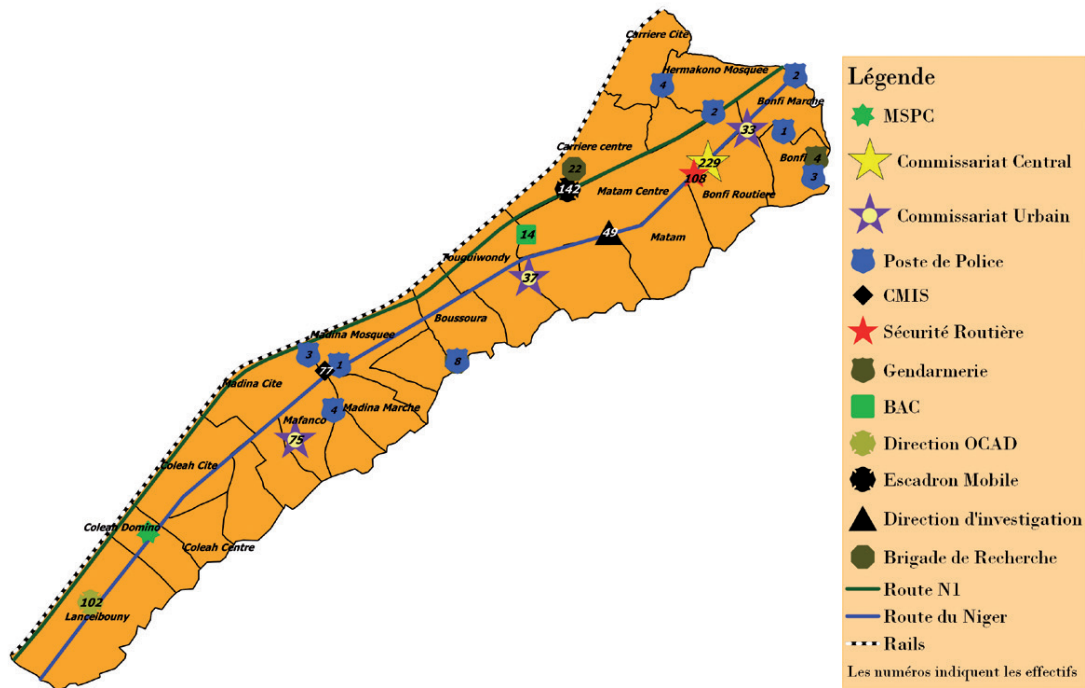 Carriere Cite
Hermakono Mosquee
2
4
Bonfi Marche
2
33
1
Carriere centre
229
Bonfi
4
22
108
3
142
Matam Centre
Bonfi Routiere
14
49
Matam
Touguiwondy
37
Boussoura
Madina Mosquee
3
1
8
77
Madina Cite
4
Madina Marche
Mafanco
75
Coleah Cite
Coleah Domino
Coleah Centre
102
Lanceibouny
Légende
MSPC
Commissariat Central
Commissariat Urbain
Poste de Police
CMIS
Sécurité Routière
Gendarmerie
BAC
Direction OCAD
Escadron Mobile
Direction d'investigation
Brigade de Recherche
Route N1
Route du Niger
Rails
Les numéros indiquent les effectifs